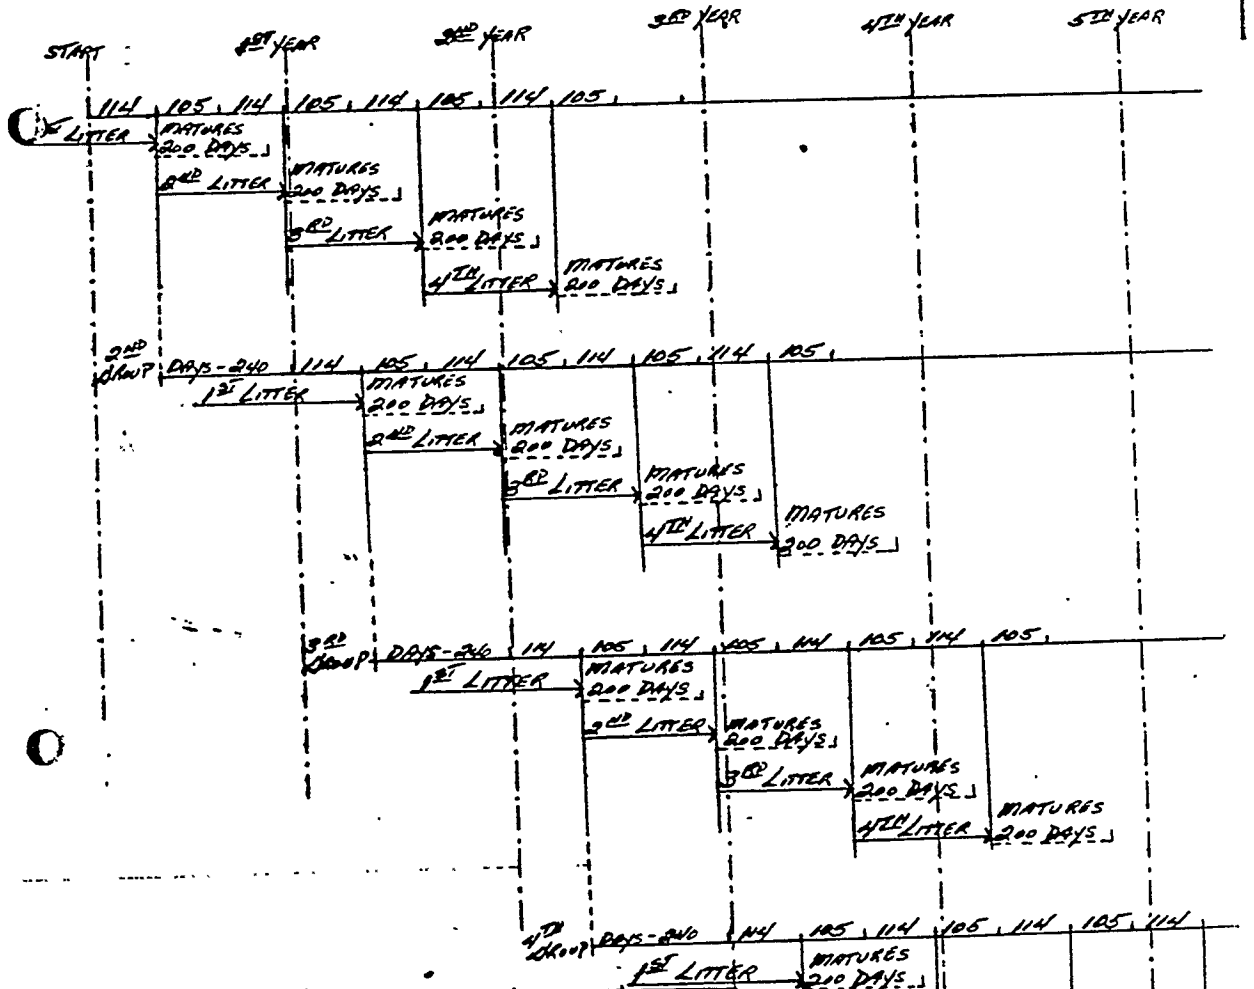 START 1ST YEAR 2ND YEAR 3RD YEAR 4TH YEAR 5TH YEAR
114 105 114 105 114 105 114 105
LITTER MATURES
200 DAYS
2ND LITTER MATURES
200 DAYS
3RD LITTER MATURES
200 DAYS
4TH LITTER MATURES
200 DAYS
2ND
GROUP DAYS-240 114 105 114 105 114 105 114 105
1ST LITTER MATURES
200 DAYS
2ND LITTER MATURES
200 DAYS
3RD LITTER MATURES
200 DAYS
4TH LITTER MATURES
200 DAYS
3RD
GROUP DAYS-240 114 105 114 105 114 105 114 105
1ST LITTER MATURES
200 DAYS
2ND LITTER MATURES
200 DAYS
3RD LITTER MATURES
200 DAYS
4TH LITTER MATURES
200 DAYS
4TH
GROUP DAYS-240 114 105 114 105 114 105 114
1ST LITTER MATURES
200 DAYS